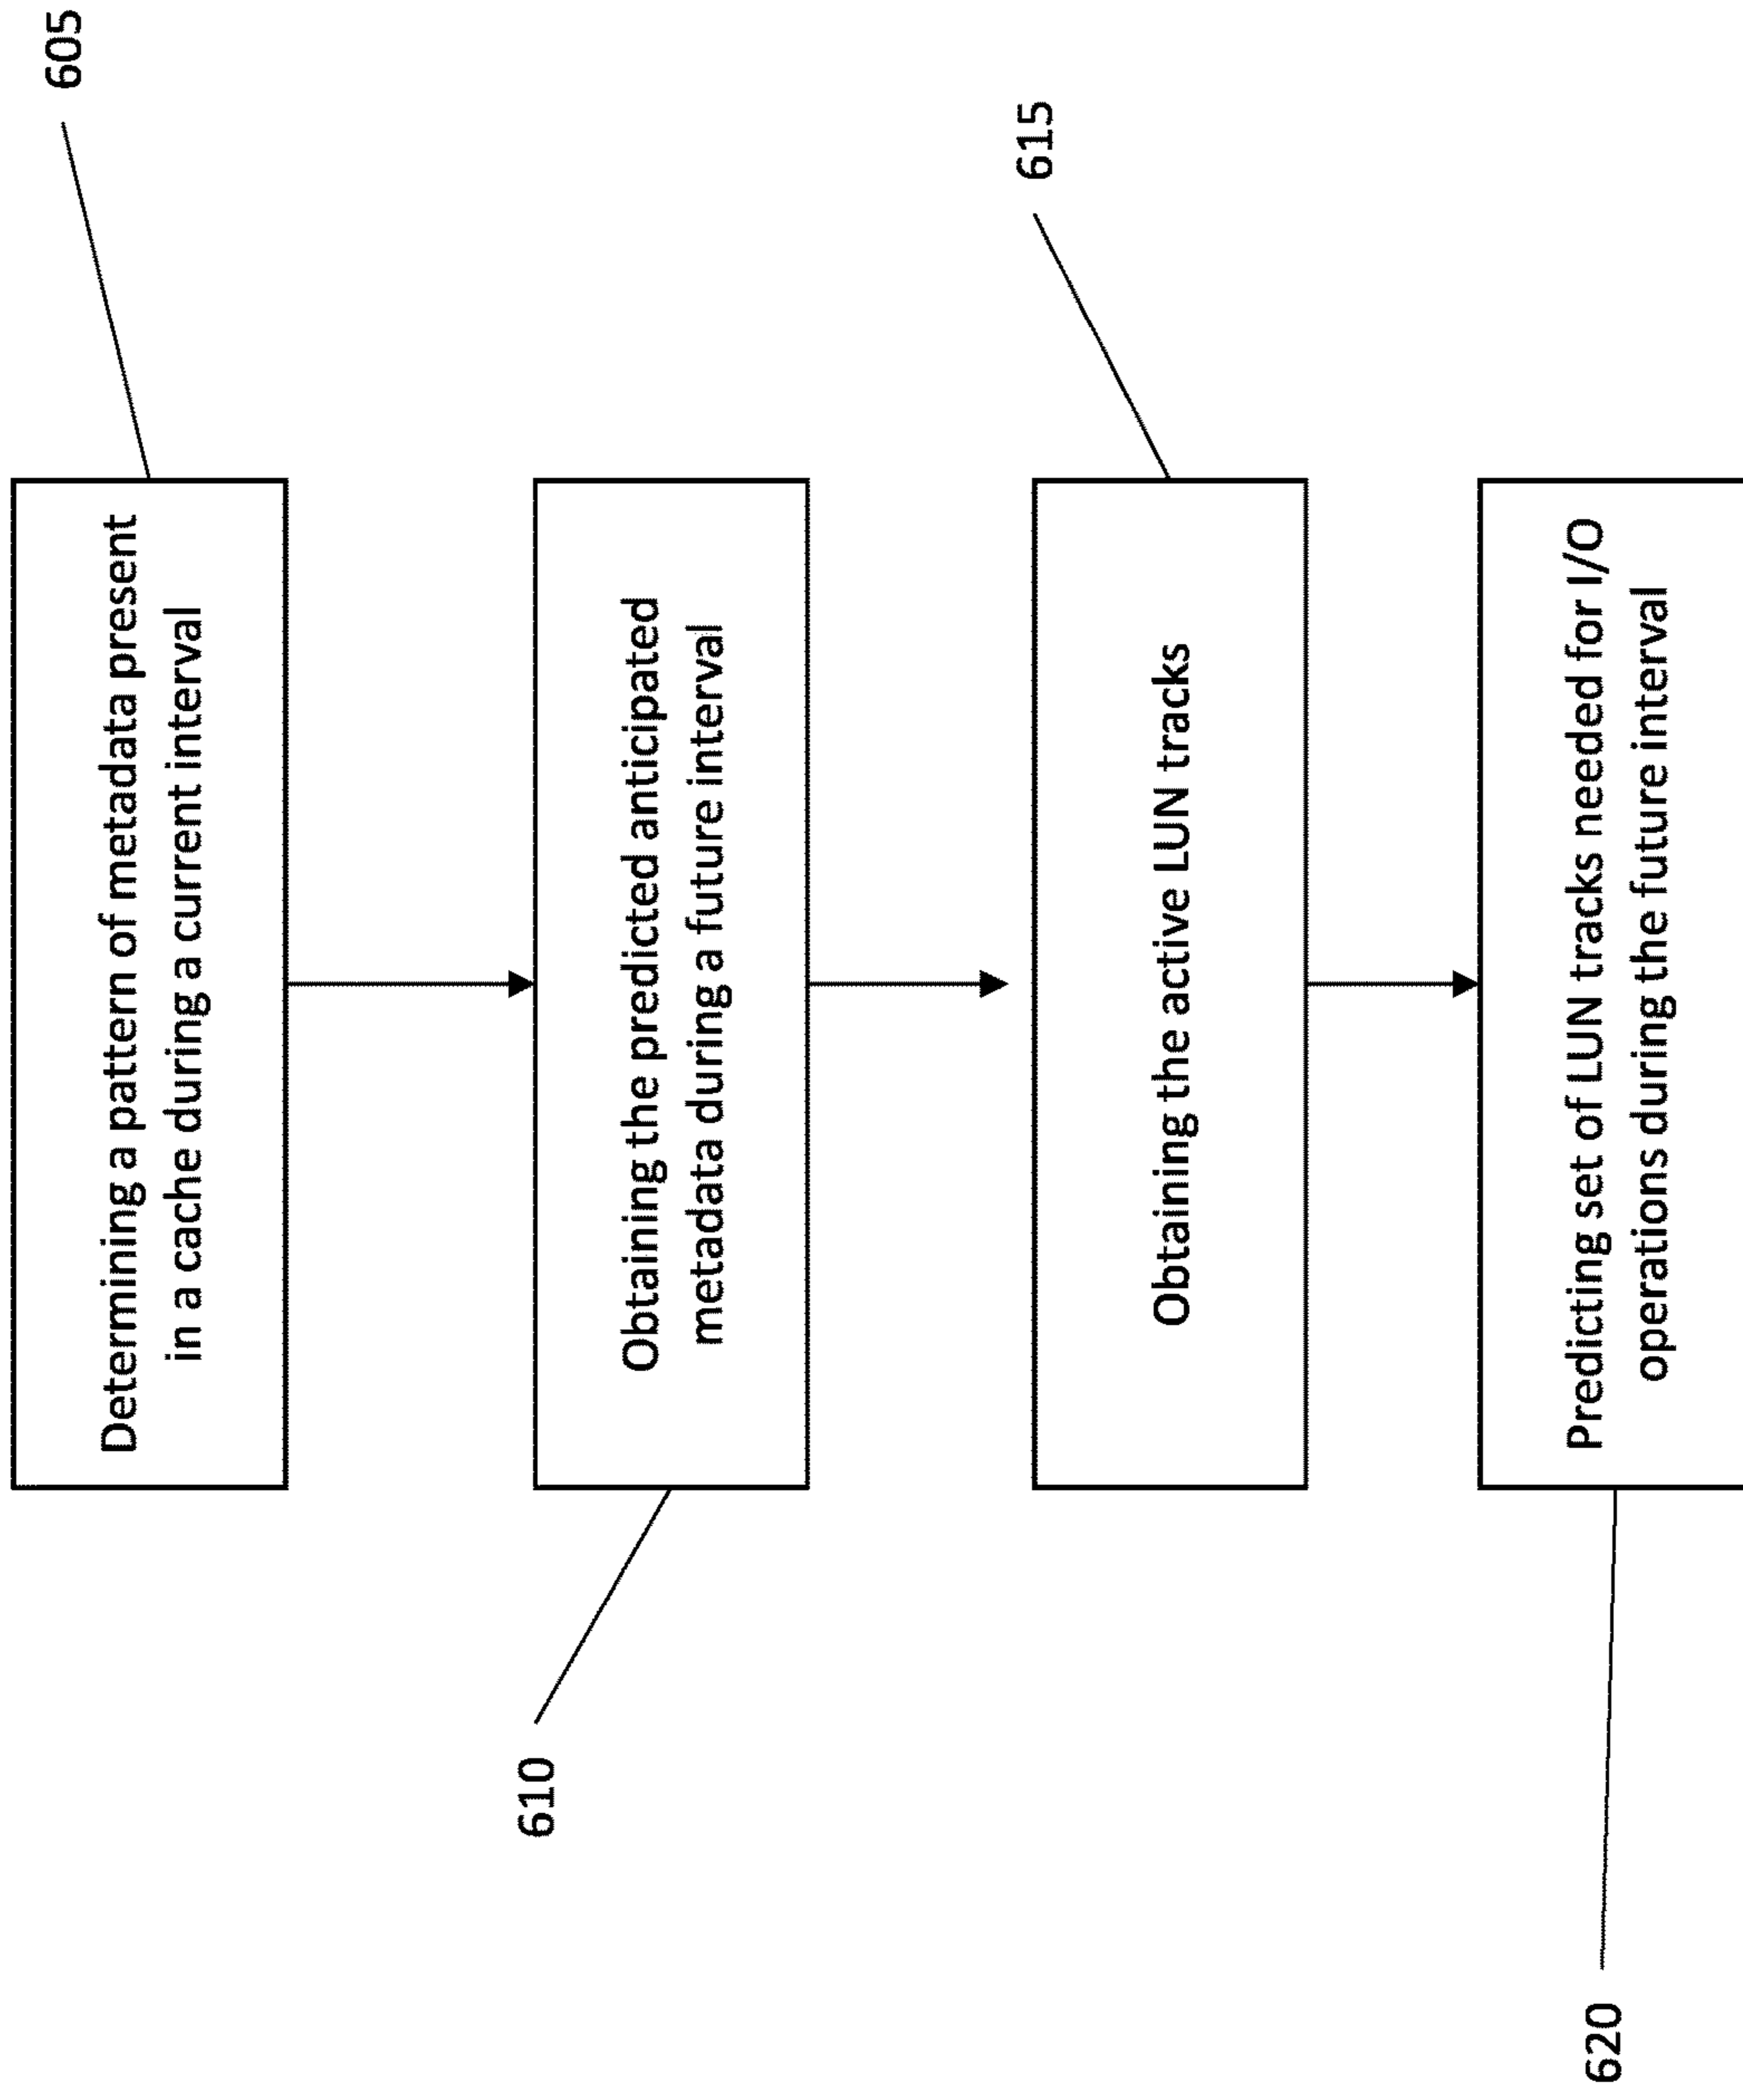 Determining a pattern of metadata present
in a cache during a current interval
605
Obtaining the predicted anticipated
metadata during a future interval
610
Obtaining the active LUN tracks
615
Predicting set of LUN tracks needed for I/O
operations during the future interval
620